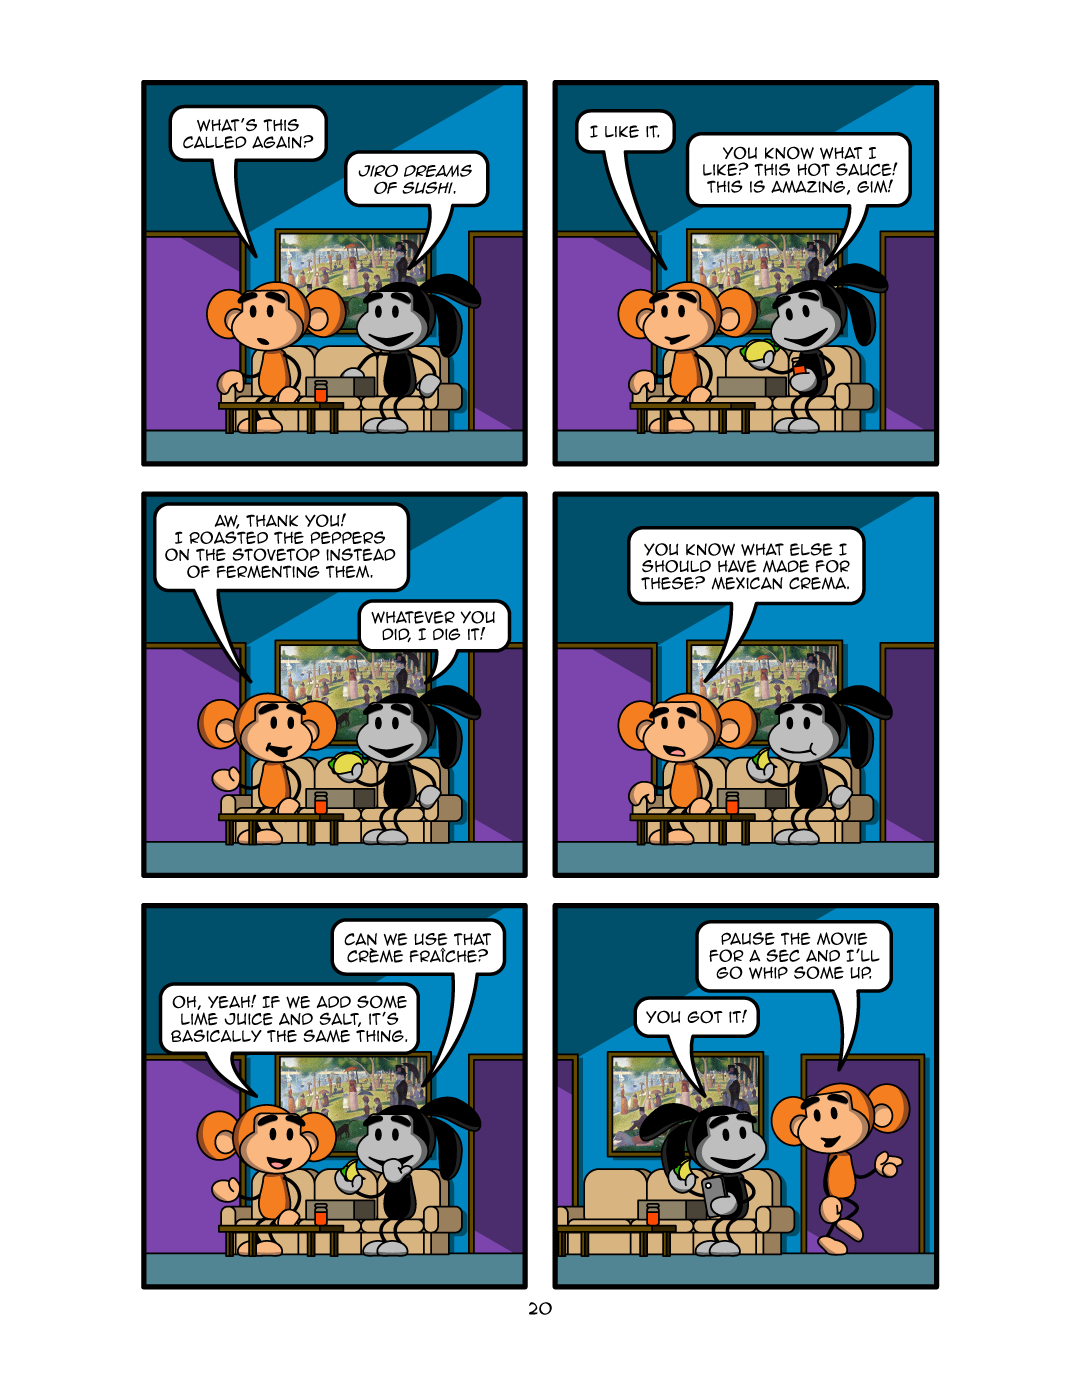 WHAT'S THIS
CALLED AGAIN?
JIRO DREAMS
OF SUSHI.
I LIKE IT.
YOU KNOW WHAT I
LIKE? THIS HOT SAUCE!
THIS IS AMAZING, GIM!
AW, THANK YOU!
I ROASTED THE PEPPERS
ON THE STOVETOP INSTEAD
OF FERMENTING THEM.
WHATEVER YOU
DID, I DIG IT!
YOU KNOW WHAT ELSE I
SHOULD HAVE MADE FOR
THESE? MEXICAN CREMA.
CAN WE USE THAT
CRÈME FRAÎCHE?
OH, YEAH! IF WE ADD SOME
LIME JUICE AND SALT, IT'S
BASICALLY THE SAME THING.
PAUSE THE MOVIE
FOR A SEC AND I'LL
GO WHIP SOME UP.
YOU GOT IT!
20